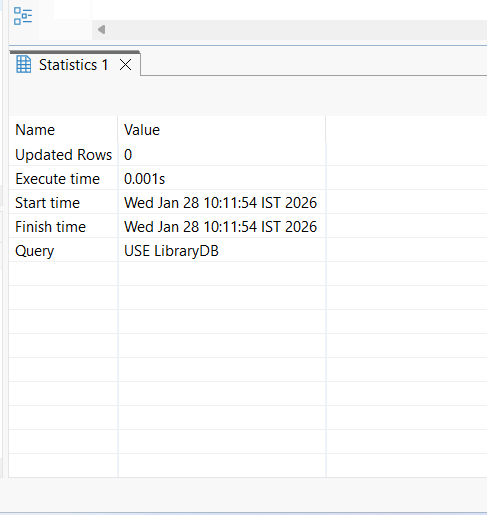 Statistics 1
Name Value
Updated Rows 0
Execute time 0.001s
Start time Wed Jan 28 10:11:54 IST 2026
Finish time Wed Jan 28 10:11:54 IST 2026
Query USE LibraryDB